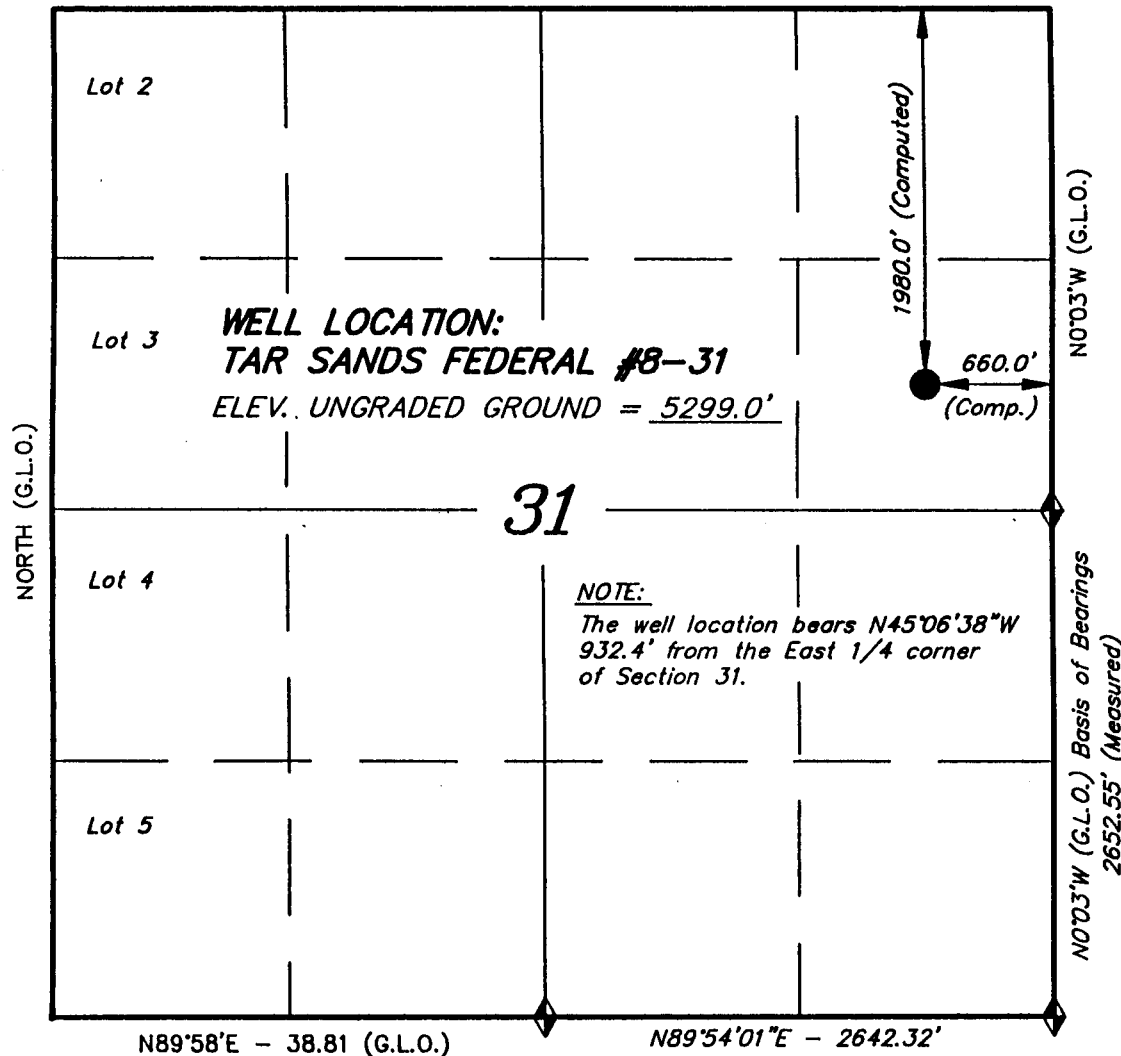 Lot 2
1980.0' (Computed)
N0°03'W (G.L.O.)
Lot 3
WELL LOCATION:
TAR SANDS FEDERAL #8-31
ELEV. UNGRADED GROUND = 5299.0'
660.0'
(Comp.)
NORTH (G.L.O.)
31
Lot 4
NOTE:
The well location bears N45°06'38"W
932.4' from the East 1/4 corner
of Section 31.
N0°03'W (G.L.O.) Basis of Bearings
2652.55' (Measured)
Lot 5
N89°58'E - 38.81 (G.L.O.)
N89°54'01"E - 2642.32'